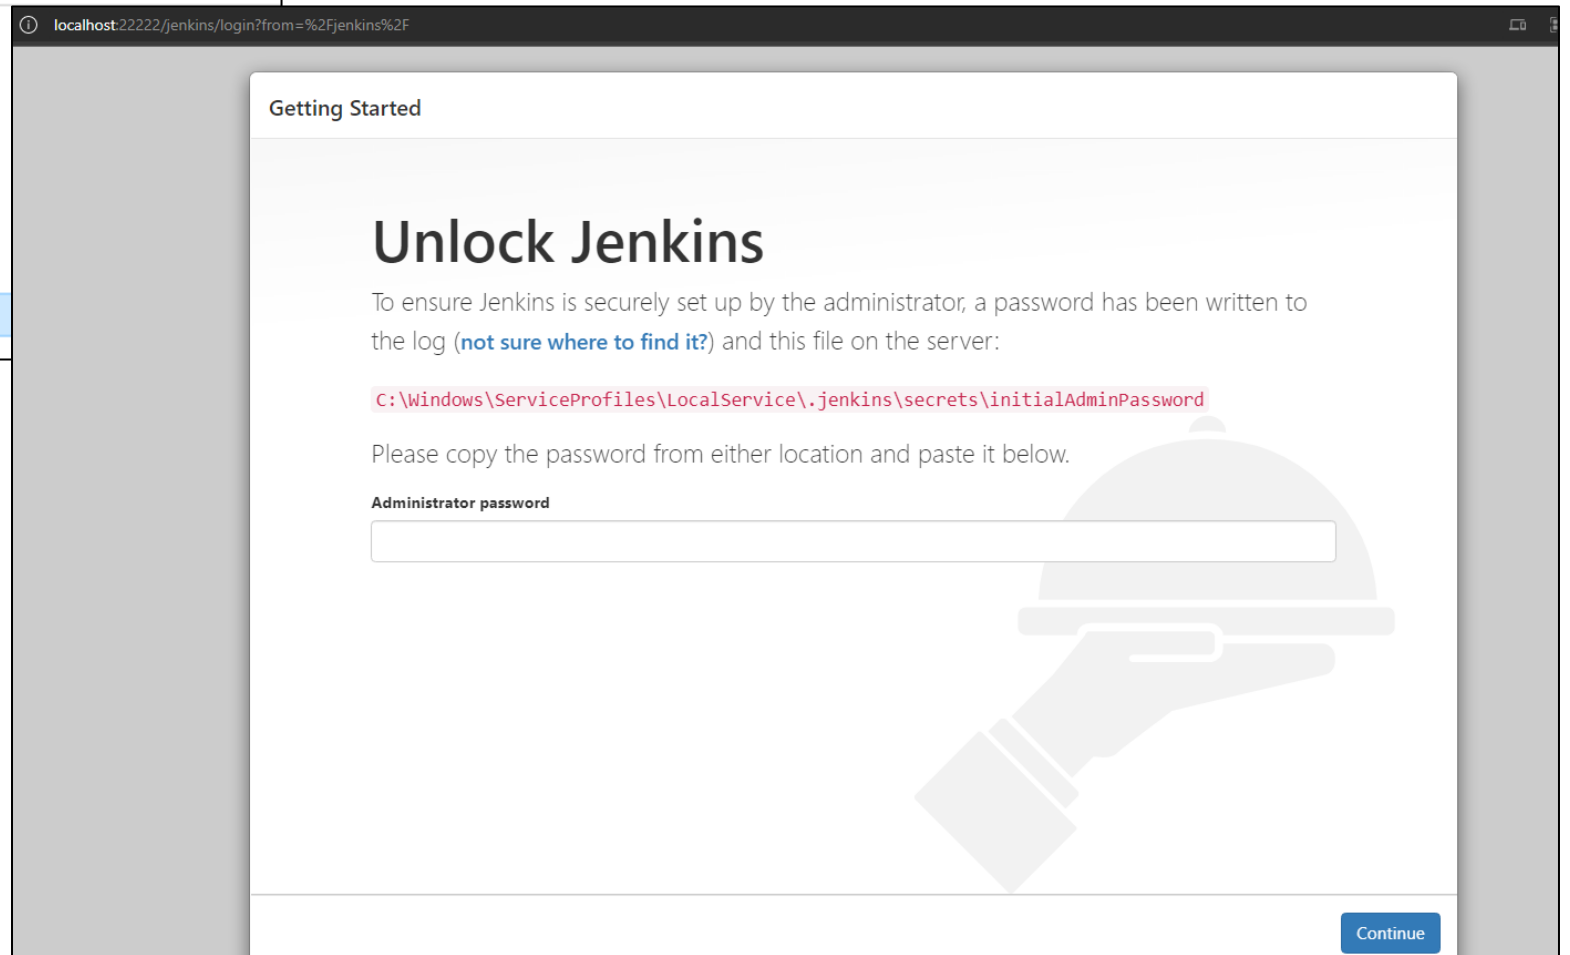 localhost:22222/jenkins/login?from=%2Fjenkins%2F
Getting Started
Unlock Jenkins
To ensure Jenkins is securely set up by the administrator, a password has been written to
the log (not sure where to find it?) and this file on the server:
C:\Windows\ServiceProfiles\LocalService\.jenkins\secrets\initialAdminPassword
Please copy the password from either location and paste it below.
Administrator password
Continue